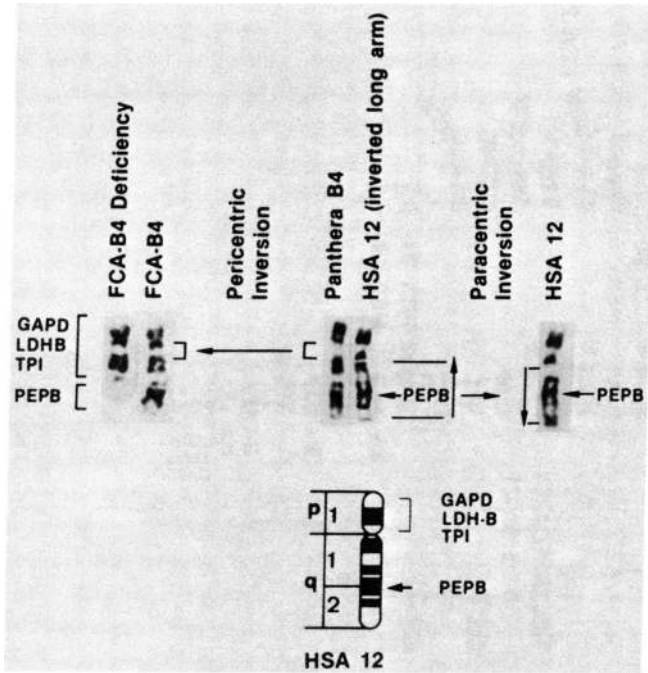 FCA-B4 Deficiency
FCA-B4
Pericentric
Inversion
Panthera B4
HSA 12 (inverted long arm)
Paracentric
Inversion
HSA 12
GAPD
LDHB
TPI
PEPB
PEPB
PEPB
p
1
GAPD
LDH-B
TPI
1
q
2
PEPB
HSA 12